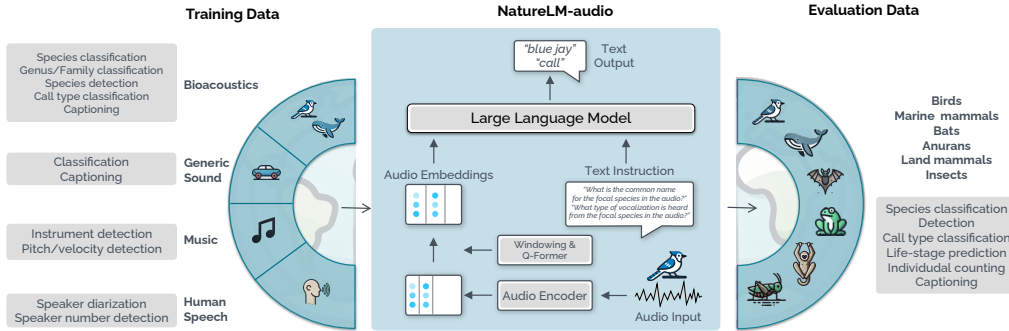 Training Data
NatureLM-audio
Evaluation Data
Species classification
Genus/Family classification
Species detection
Call type classification
Captioning
Bioacoustics
Classification
Captioning
Generic
Sound
Instrument detection
Pitch/velocity detection
Music
Speaker diarization
Speaker number detection
Human
Speech
"blue jay"
"call"
Text
Output
Large Language Model
Audio Embeddings
Text Instruction
"What is the common name
for the focal species in the audio?"
"What type of vocalization is heard
from the focal species in the audio?"
Windowing &
Q-Former
Audio Encoder
Audio Input
Birds
Marine mammals
Bats
Anurans
Land mammals
Insects
Species classification
Detection
Call type classification
Life-stage prediction
Individudal counting
Captioning